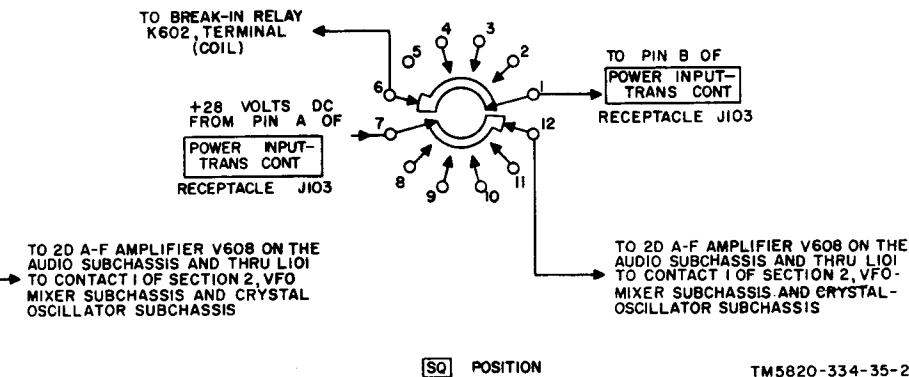 TO BREAK-IN RELAY
K602, TERMINAL
(COIL)
4
3
5
2
6
1
TO PIN B OF
POWER INPUT-
TRANS CONT
RECEPTACLE J103
+28 VOLTS DC
FROM PIN A OF
POWER INPUT-
TRANS CONT
RECEPTACLE J103
7
12
8
9
10
11
TO 2D A-F AMPLIFIER V608 ON THE
AUDIO SUBCHASSIS AND THRU L101
TO CONTACT 1 OF SECTION 2, VFO
MIXER SUBCHASSIS AND CRYSTAL
OSCILLATOR SUBCHASSIS
TO 2D A-F AMPLIFIER V608 ON THE
AUDIO SUBCHASSIS AND THRU L101
TO CONTACT 1 OF SECTION 2, VFO-
MIXER SUBCHASSIS AND CRYSTAL-
OSCILLATOR SUBCHASSIS
SQ POSITION
TM5820-334-35-2